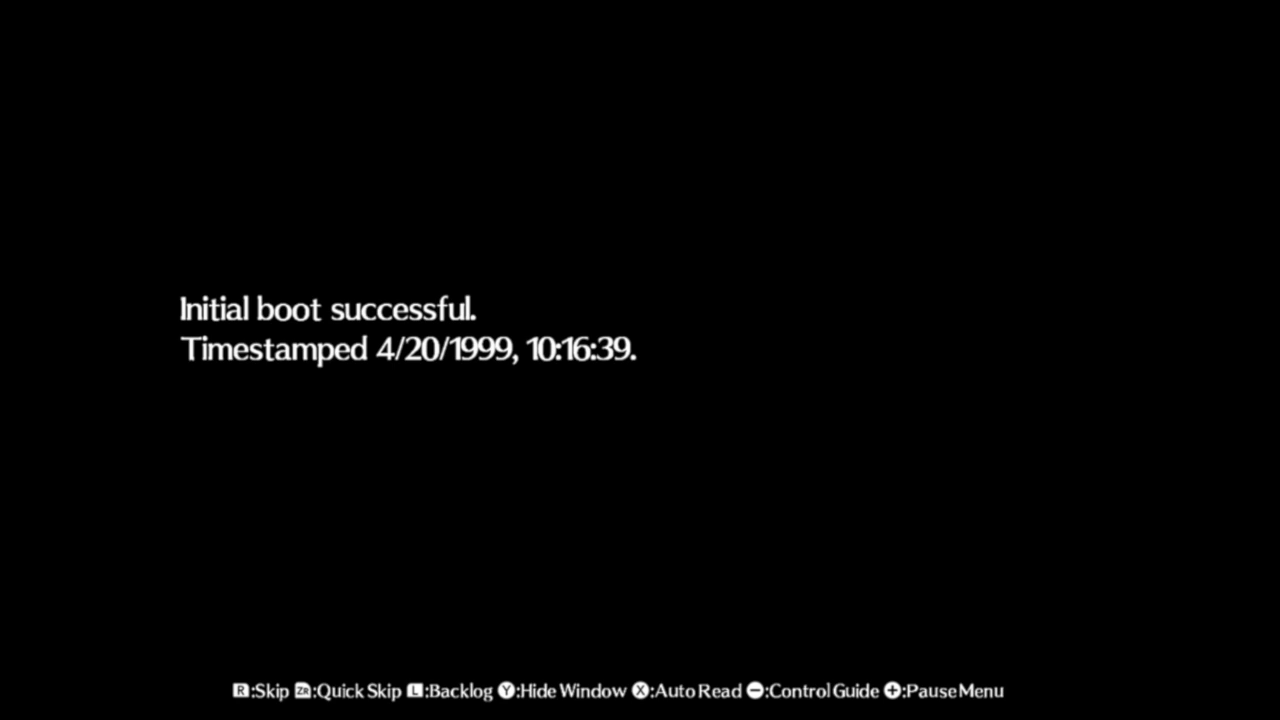 Initial boot successful.
Timestamped 4/20/1999, 10:16:39.
R:Skip ZR:Quick Skip L:Backlog Y:Hide Window X:Auto Read -:Control Guide +:Pause Menu